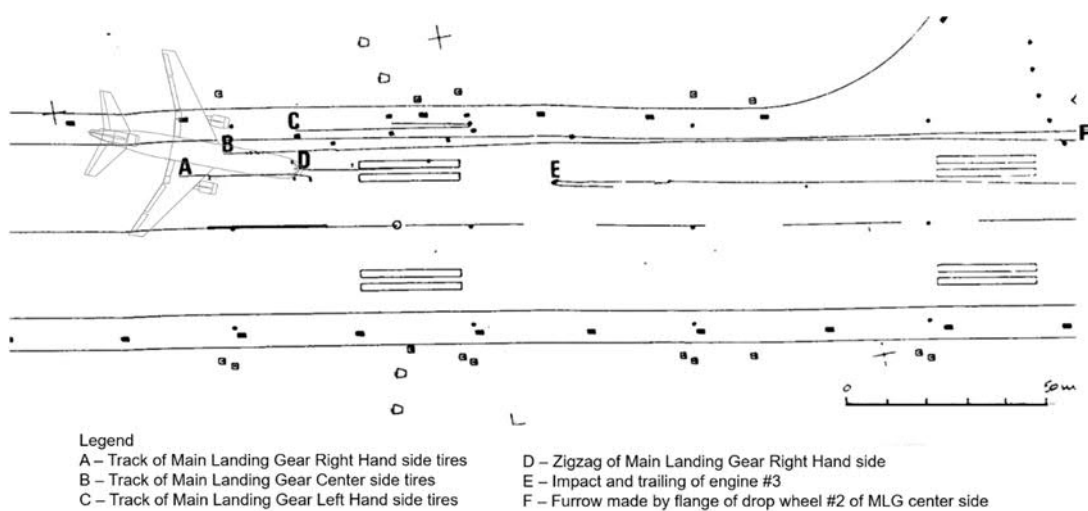 C
B
D
A
E
F
0 50m
Legend
A – Track of Main Landing Gear Right Hand side tires
B – Track of Main Landing Gear Center side tires
C – Track of Main Landing Gear Left Hand side tires
D – Zigzag of Main Landing Gear Right Hand side
E – Impact and trailing of engine #3
F – Furrow made by flange of drop wheel #2 of MLG center side